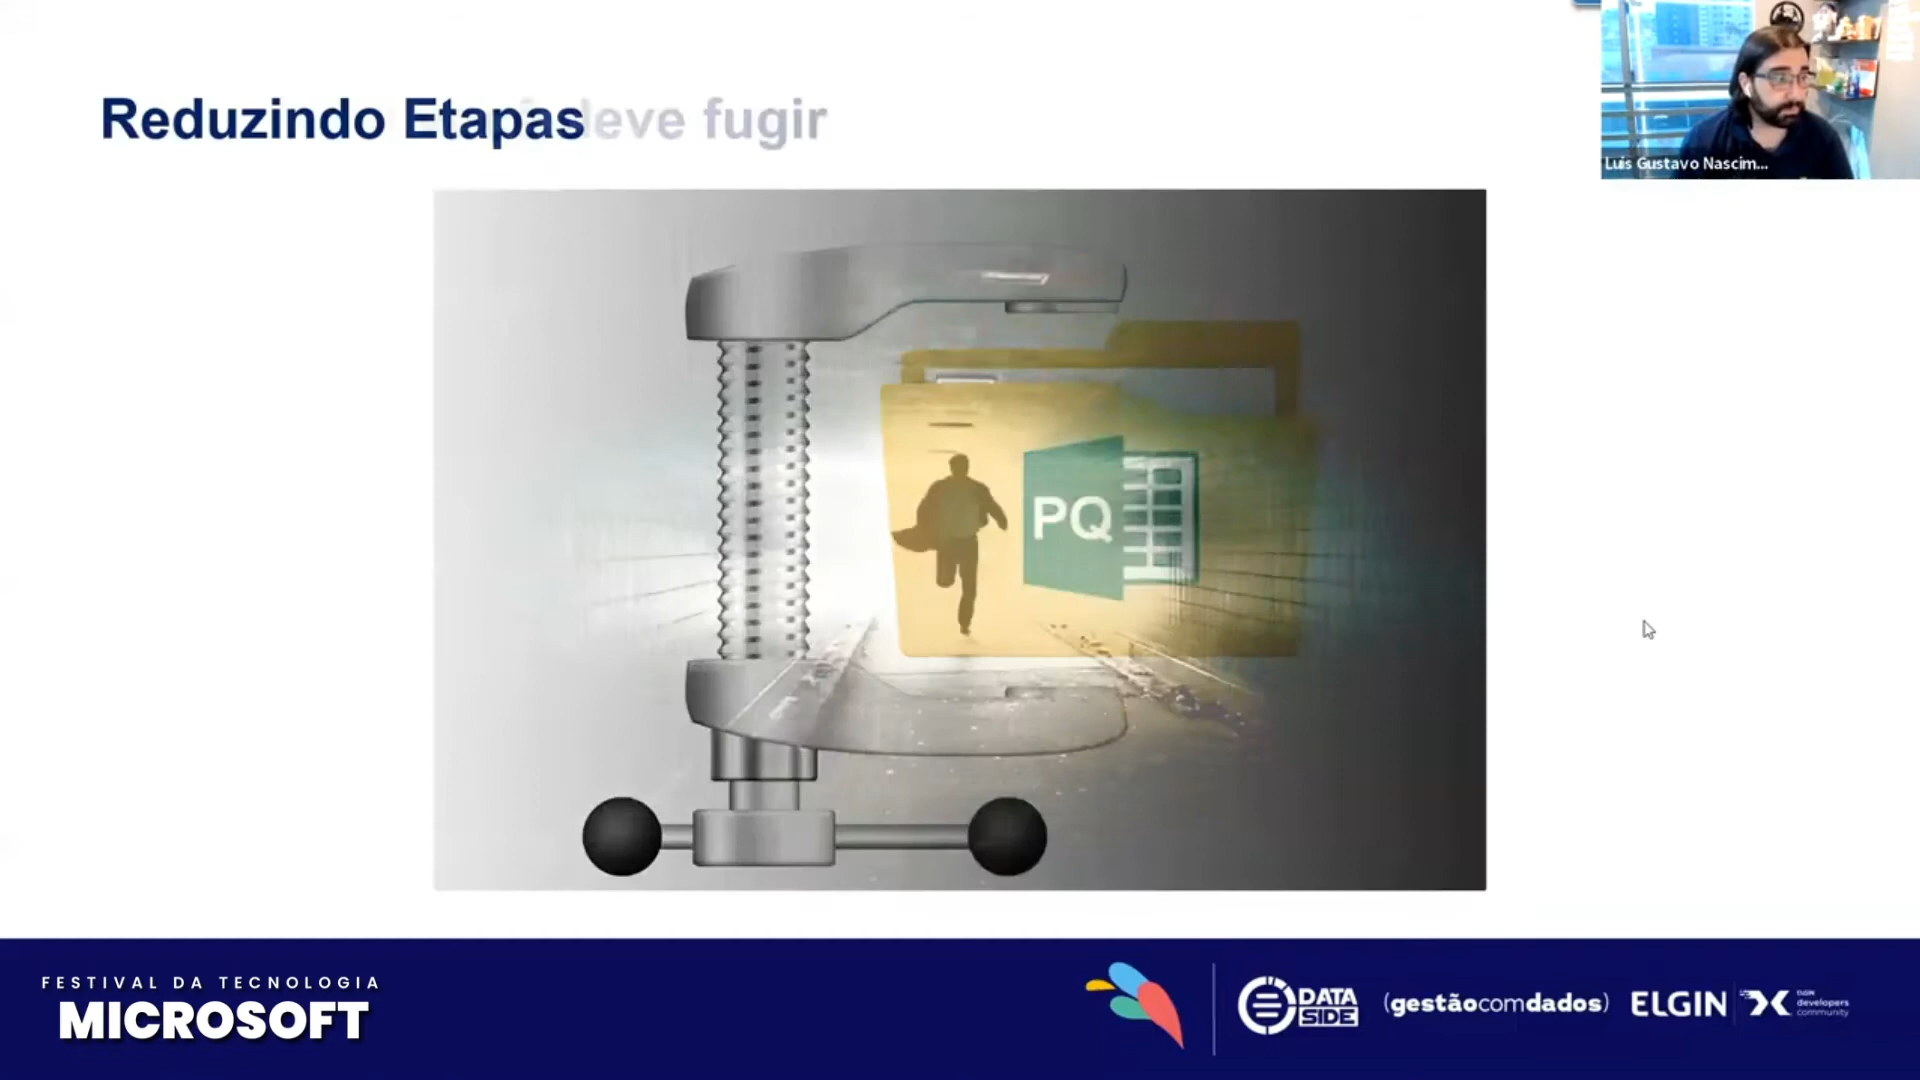 Reduzindo Etapas
deve fugir
Luis Gustavo Nascim...
PQ
FESTIVAL DA TECNOLOGIA
MICROSOFT
DATA
SIDE
(gestãocomdados)
ELGIN
ELGIN
developers
community